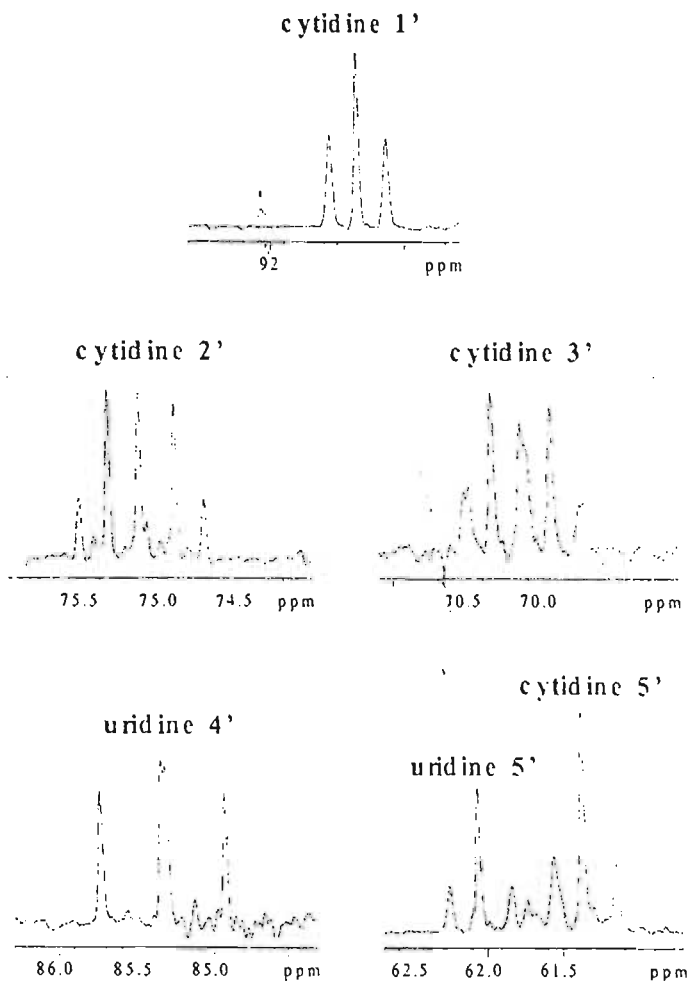 cytidine 1'
92 ppm
cytidine 2'
cytidine 3'
75.5 75.0 74.5 ppm
70.5 70.0 ppm
cytidine 5'
uridine 4'
uridine 5'
86.0 85.5 85.0 ppm
62.5 62.0 61.5 ppm